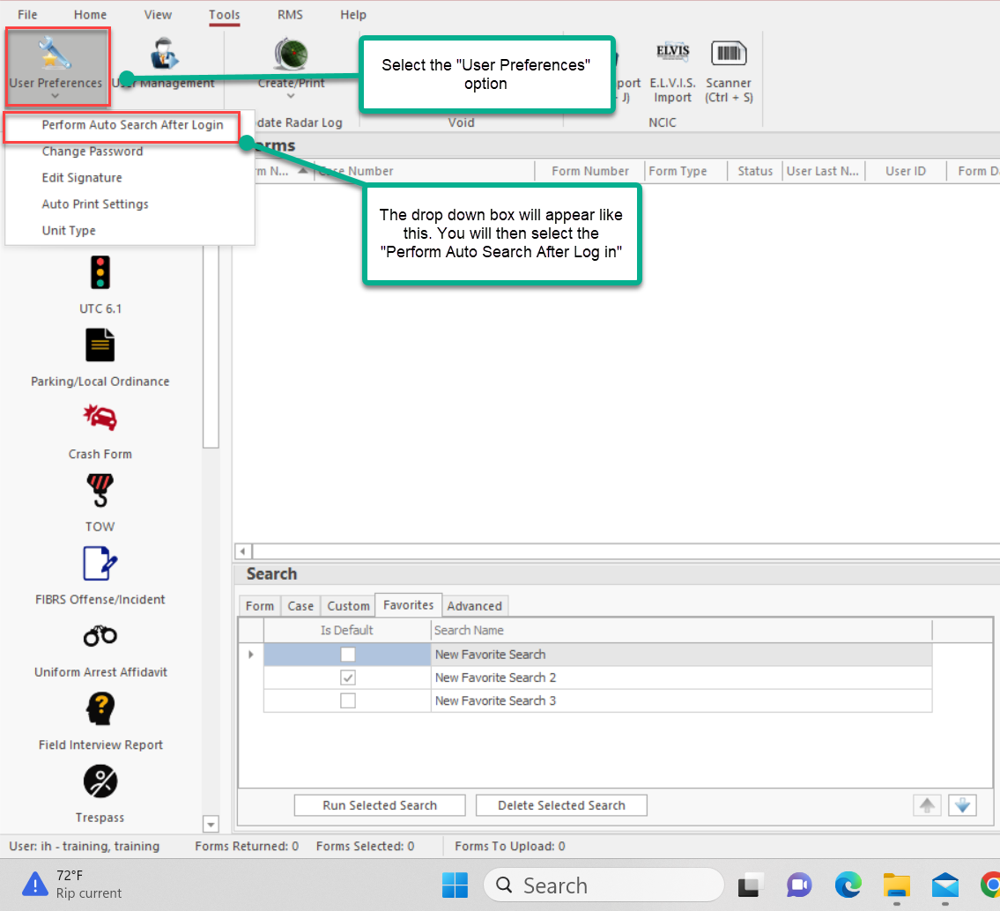 File Home View Tools RMS Help
User Preferences
User Management
Create/Print
Select the "User Preferences"
option
port
J)
ELVIS
E.L.V.I.S.
Import
Scanner
(Ctrl + S)
date Radar Log
Void
NCIC
Perform Auto Search After Login
Change Password
Edit Signature
Auto Print Settings
Unit Type
orms
rm N... Case Number Form Number Form Type Status User Last N... User ID Form D
The drop down box will appear like
this. You will then select the
"Perform Auto Search After Log in"
UTC 6.1
Parking/Local Ordinance
Crash Form
TOW
FIBRS Offense/Incident
Uniform Arrest Affidavit
Field Interview Report
Trespass
Search
Form Case Custom Favorites Advanced
Is Default Search Name
New Favorite Search
New Favorite Search 2
New Favorite Search 3
Run Selected Search Delete Selected Search
User: ih - training, training Forms Returned: 0 Forms Selected: 0 Forms To Upload: 0
72°F
Rip current
Search